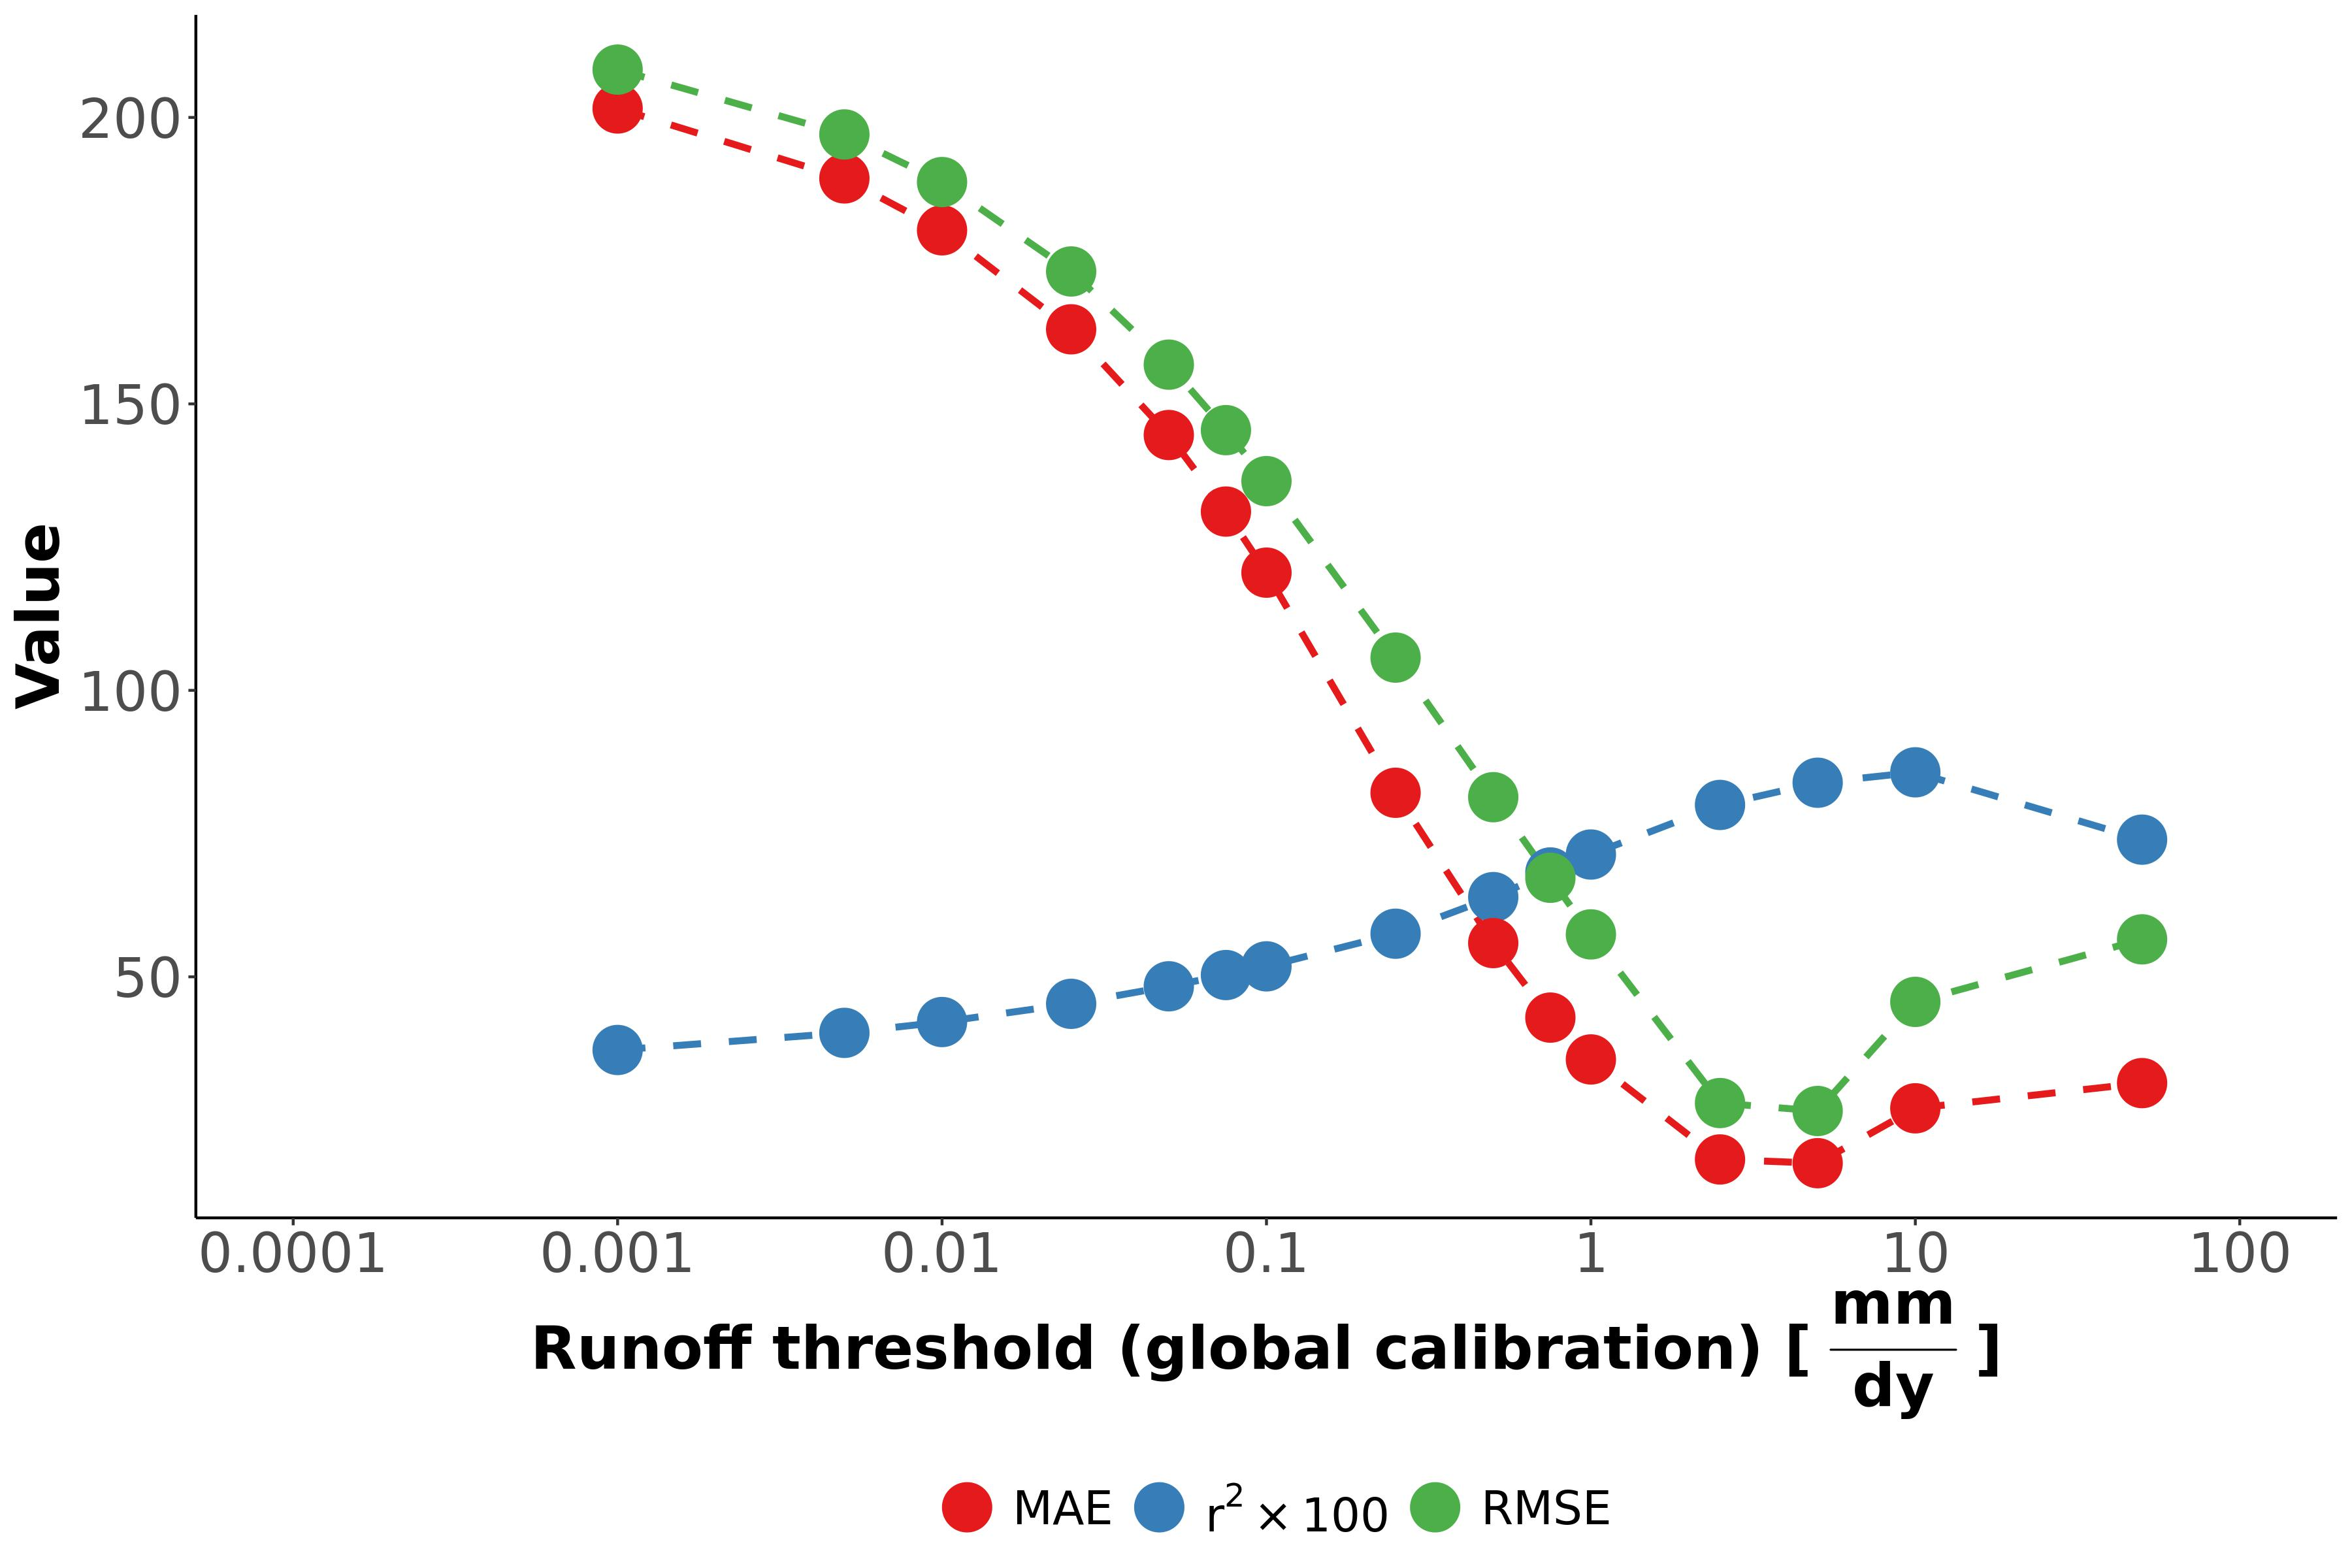 200
150
100
50
Value
0.0001 0.001 0.01 0.1 1 10 100
Runoff threshold (global calibration) [ mm/dy ]
MAE r² × 100 RMSE